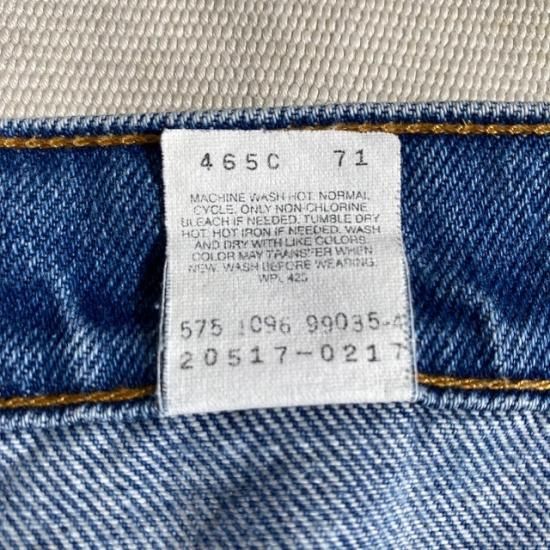 465C 71
MACHINE WASH HOT, NORMAL
CYCLE. ONLY NON-CHLORINE
BLEACH IF NEEDED. TUMBLE DRY
HOT, HOT IRON IF NEEDED. WASH
AND DRY WITH LIKE COLORS.
COLOR MAY TRANSFER WHEN
NEW. WASH BEFORE WEARING.
WPL 425
575 1096 99035-4
20517-0217